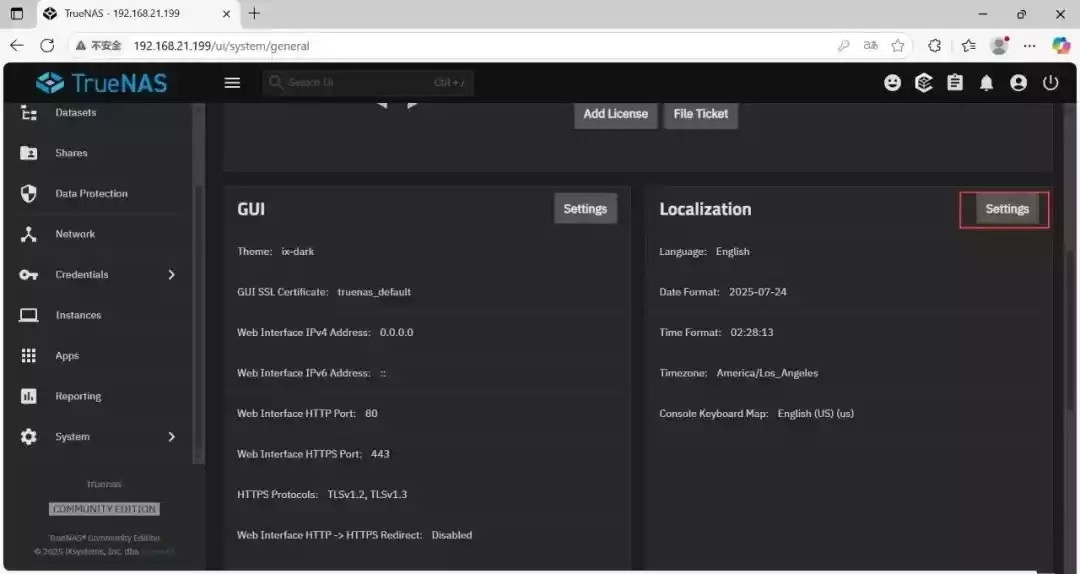 TrueNAS - 192.168.21.199
不安全 192.168.21.199/ui/system/general
aあ
TrueNAS
Search UI Ctrl + /
Datasets
Shares
Data Protection
Network
Credentials
Instances
Apps
Reporting
System
truenas
COMMUNITY EDITION
TrueNAS® Community Edition
© 2025 iXsystems, Inc. dba
Add License
File Ticket
GUI
Settings
Theme: ix-dark
GUI SSL Certificate: truenas_default
Web Interface IPv4 Address: 0.0.0.0
Web Interface IPv6 Address: ::
Web Interface HTTP Port: 80
Web Interface HTTPS Port: 443
HTTPS Protocols: TLSv1.2, TLSv1.3
Web Interface HTTP -> HTTPS Redirect: Disabled
Localization
Settings
Language: English
Date Format: 2025-07-24
Time Format: 02:28:13
Timezone: America/Los_Angeles
Console Keyboard Map: English (US) (us)